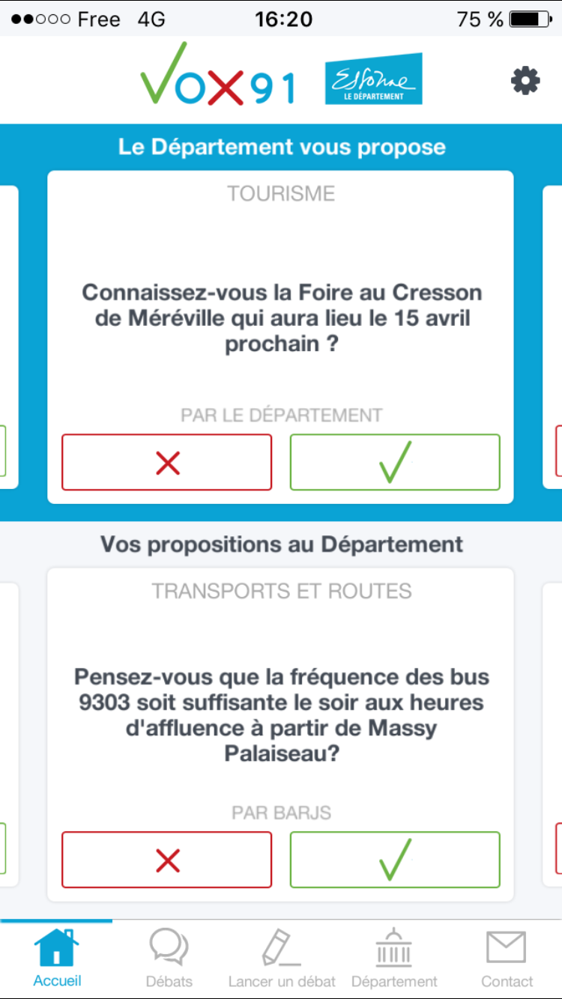 Free 4G 16:20 75 %
VOX91
Essonne
LE DÉPARTEMENT
Le Département vous propose
TOURISME
Connaissez-vous la Foire au Cresson
de Méréville qui aura lieu le 15 avril
prochain ?
PAR LE DÉPARTEMENT
Vos propositions au Département
TRANSPORTS ET ROUTES
Pensez-vous que la fréquence des bus
9303 soit suffisante le soir aux heures
d'affluence à partir de Massy
Palaiseau?
PAR BARJS
Accueil Débats Lancer un débat Département Contact